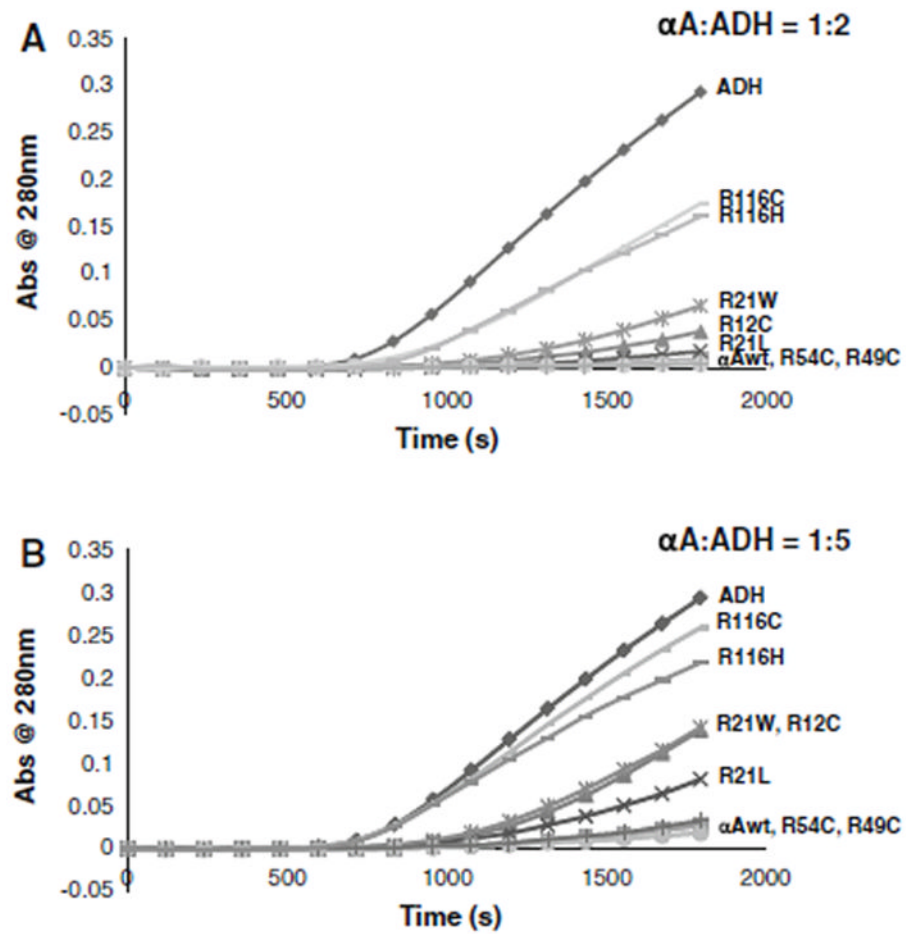 A
αA:ADH = 1:2
0.35
0.3
0.25
0.2
0.15
0.1
0.05
0
-0.05
Abs @ 280nm
ADH
R116C
R116H
R21W
R12C
R21L
αAwt, R54C, R49C
0 500 1000 1500 2000
Time (s)
B
αA:ADH = 1:5
0.35
0.3
0.25
0.2
0.15
0.1
0.05
0
-0.05
Abs @ 280nm
ADH
R116C
R116H
R21W, R12C
R21L
αAwt, R54C, R49C
0 500 1000 1500 2000
Time (s)